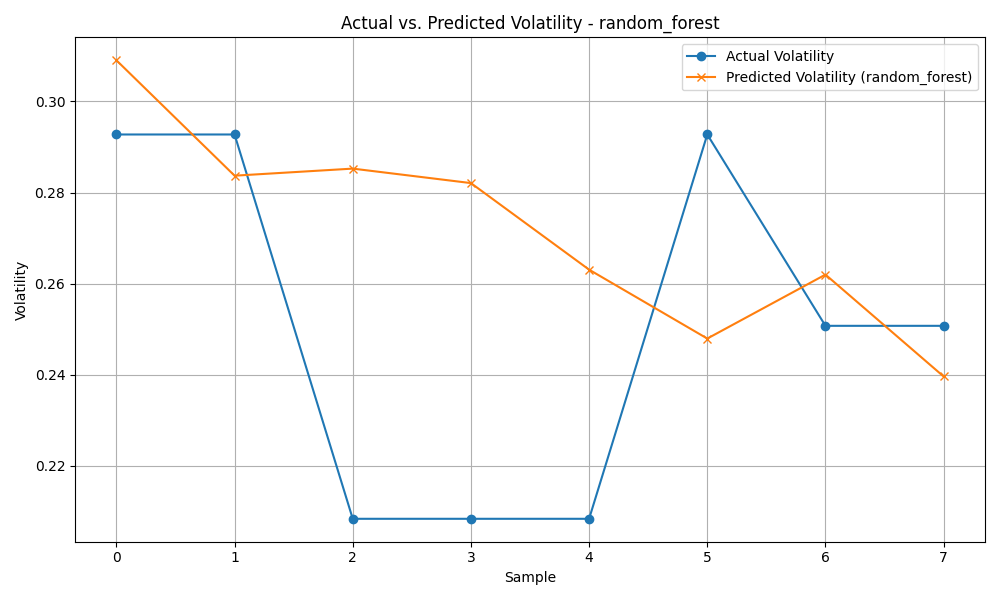 Actual vs. Predicted Volatility - random_forest
Actual Volatility
Predicted Volatility (random_forest)
Volatility
0.30
0.28
0.26
0.24
0.22
0 1 2 3 4 5 6 7
Sample